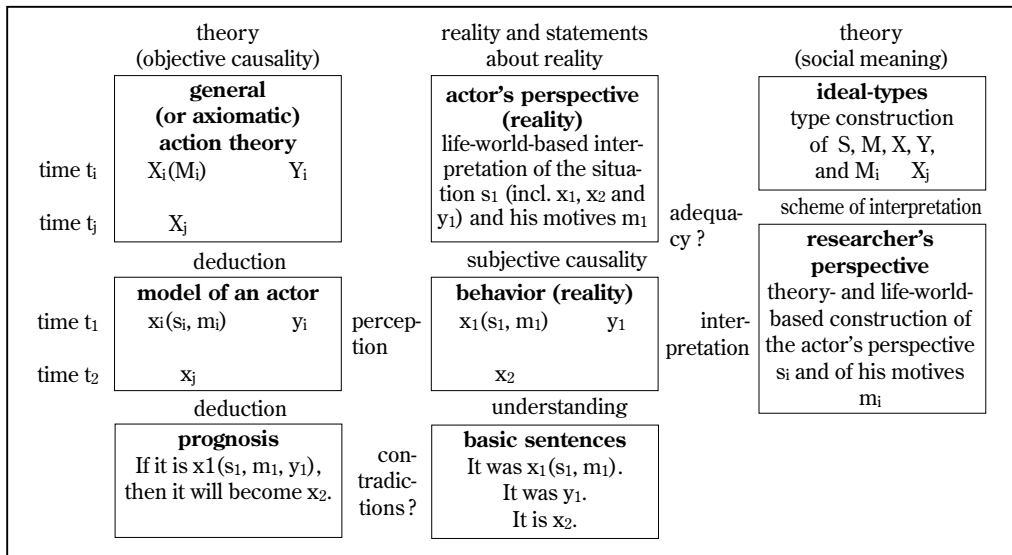 theory
(objective causality)
general
(or axiomatic)
action theory
time tᵢ Xᵢ(Mᵢ) Yᵢ
time tⱼ Xⱼ
deduction
model of an actor
time t₁ xᵢ(sᵢ, mᵢ) yᵢ
time t₂ xⱼ
deduction
prognosis
If it is x1(s₁, m₁, y₁),
then it will become x₂.
reality and statements
about reality
actor's perspective
(reality)
life-world-based inter-
pretation of the situa-
tion s₁ (incl. x₁, x₂ and
y₁) and his motives m₁
subjective causality
percep-
tion
behavior (reality)
x₁(s₁, m₁) y₁
x₂
understanding
con-
tradic-
tions ?
basic sentences
It was x₁(s₁, m₁).
It was y₁.
It is x₂.
theory
(social meaning)
ideal-types
type construction
of S, M, X, Y,
and Mᵢ Xⱼ
scheme of interpretation
adequa-
cy ?
inter-
pretation
researcher's
perspective
theory- and life-world-
based construction of
the actor's perspective
sᵢ and of his motives
mᵢ